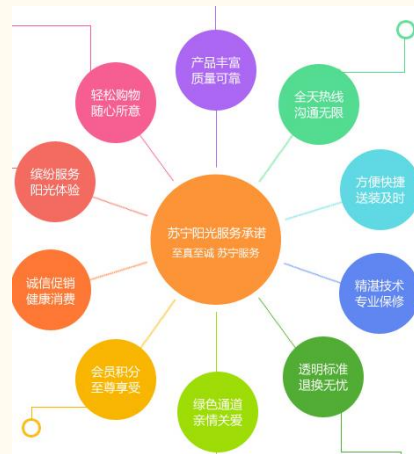 产品丰富
质量可靠
轻松购物
随心所意
全天热线
沟通无限
缤纷服务
阳光体验
方便快捷
送装及时
苏宁阳光服务承诺
至真至诚 苏宁服务
诚信促销
健康消费
精湛技术
专业保修
会员积分
至尊享受
透明标准
退换无忧
绿色通道
亲情关爱